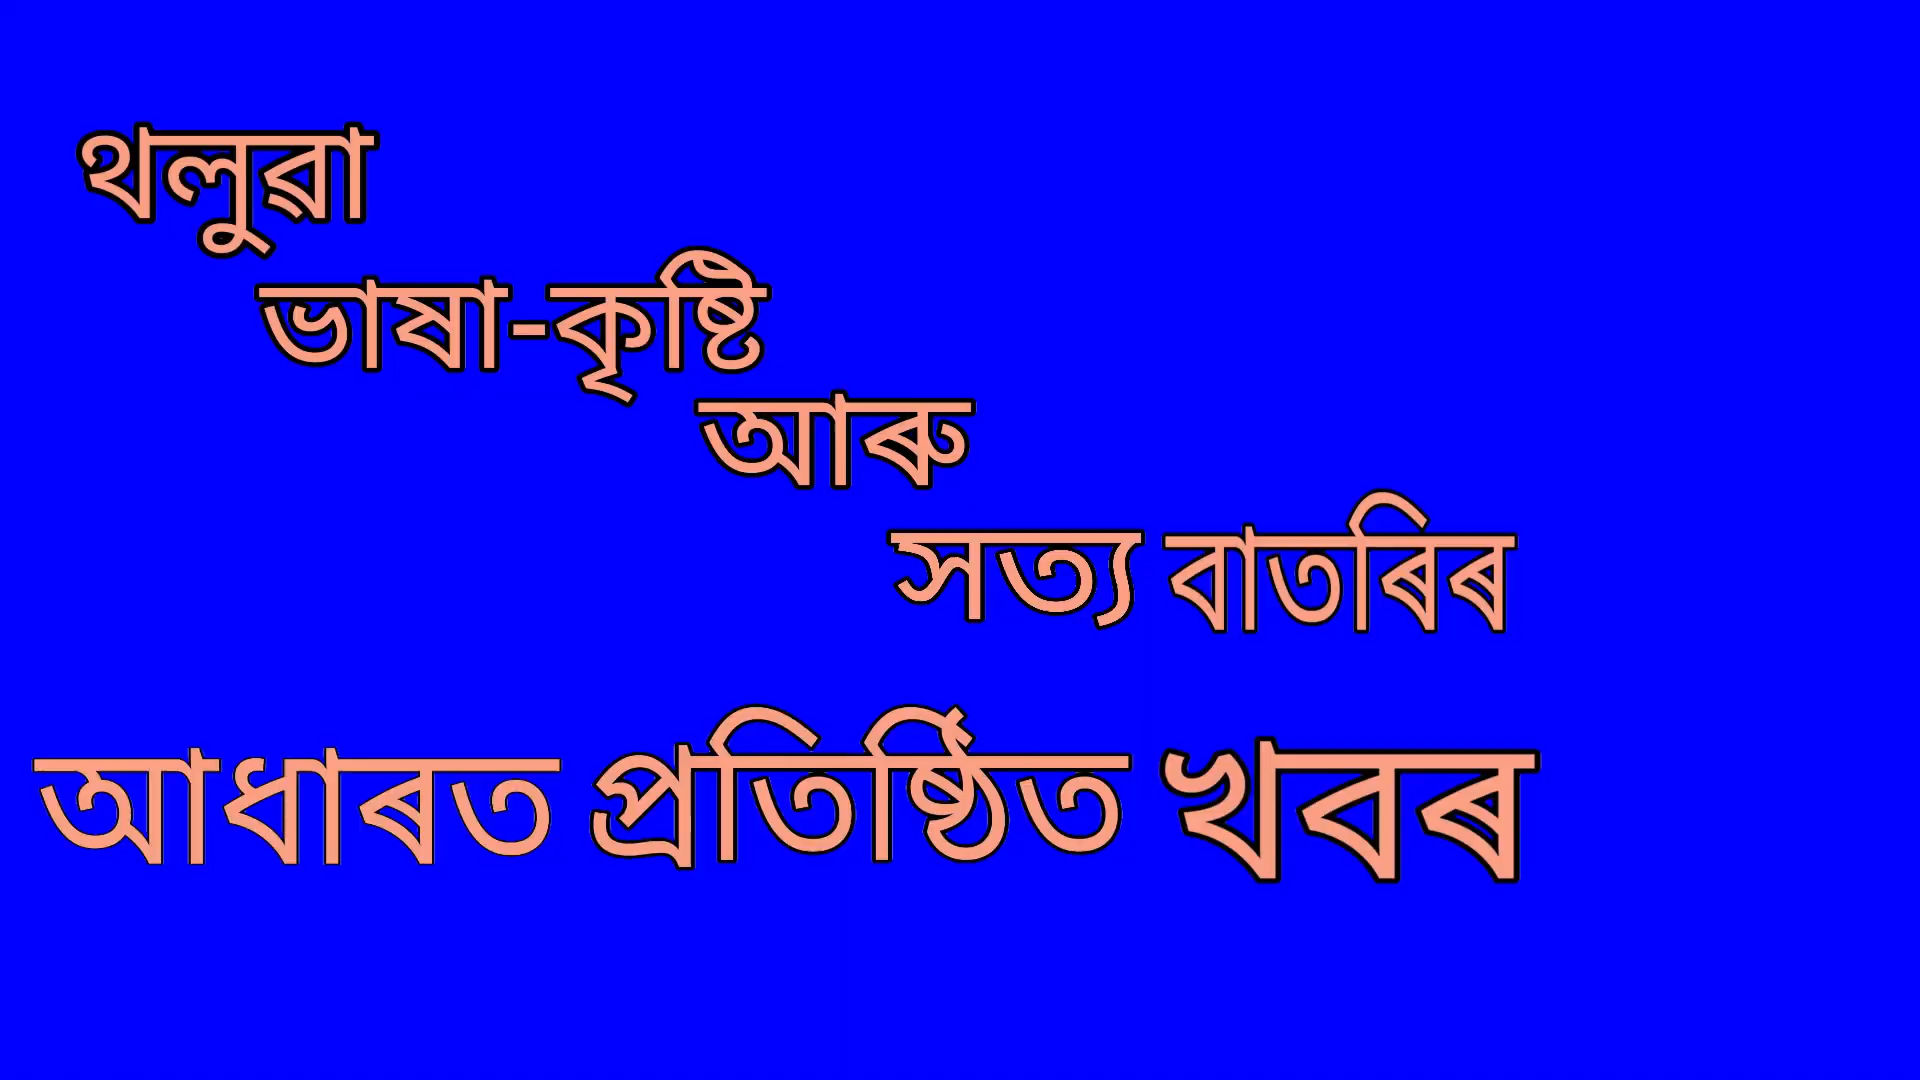 থলুৱা
ভাষা-কৃষ্টি
আৰু
সত্য বাতৰিৰ
আধাৰত প্ৰতিষ্ঠিত খবৰ